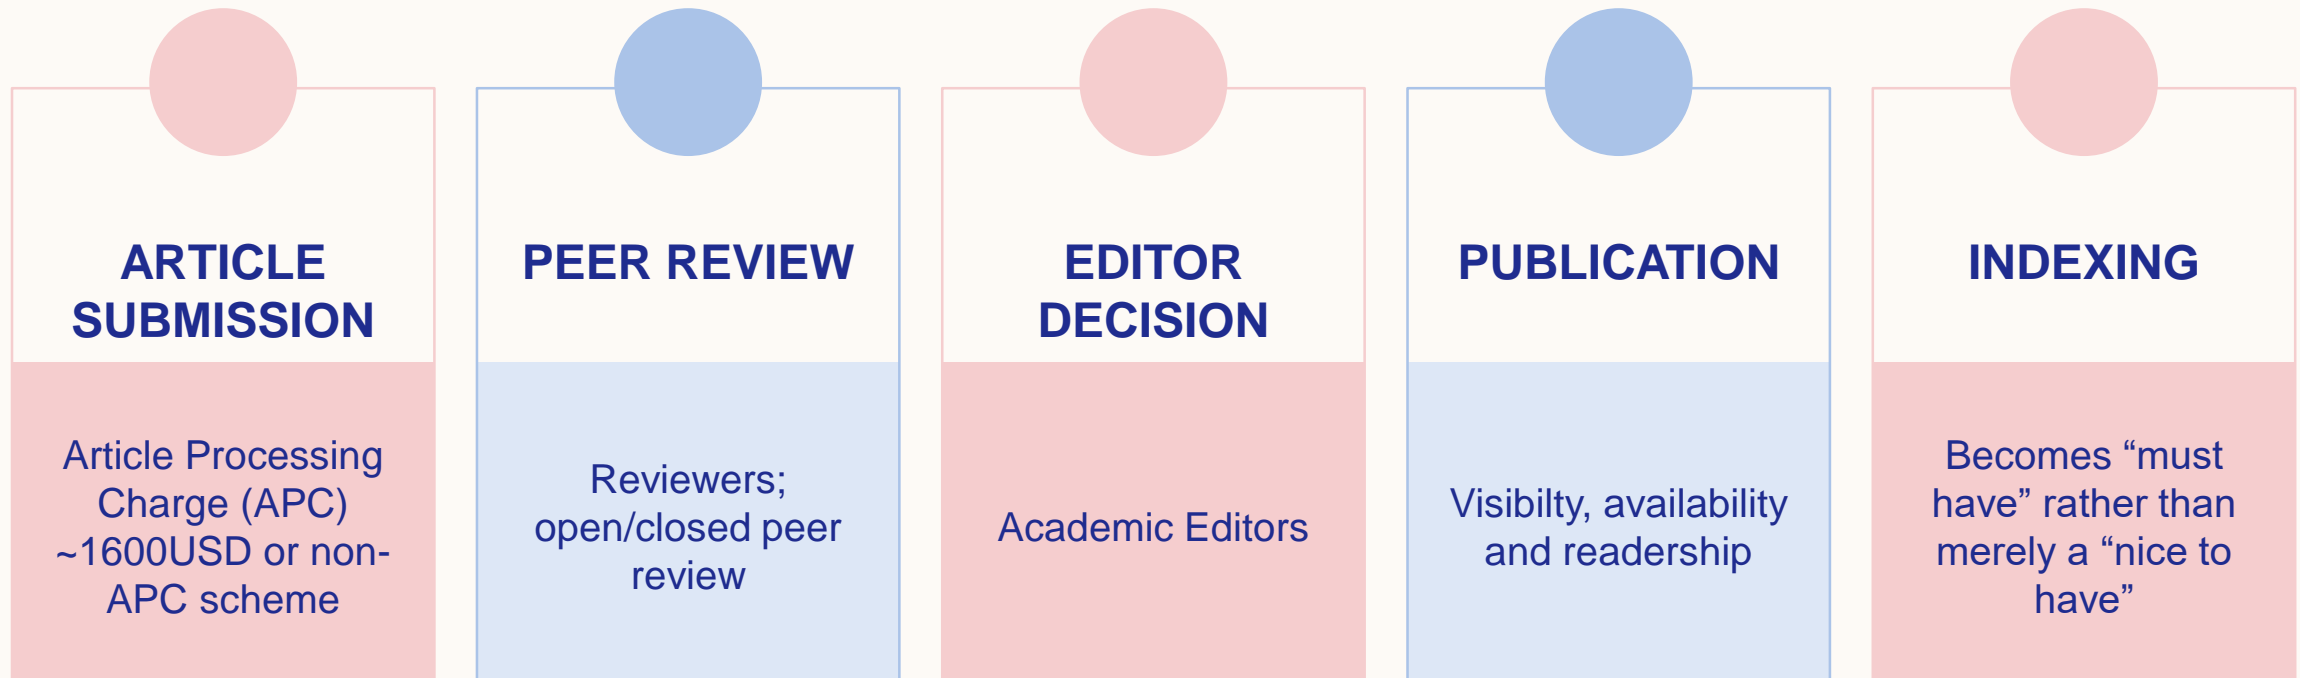 ARTICLE
SUBMISSION
Article Processing
Charge (APC)
~1600USD or non-
APC scheme
PEER REVIEW
Reviewers;
open/closed peer
review
EDITOR
DECISION
Academic Editors
PUBLICATION
Visibilty, availability
and readership
INDEXING
Becomes “must
have” rather than
merely a “nice to
have”